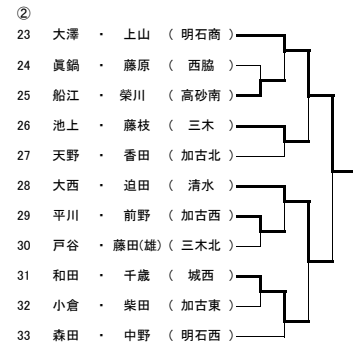 ②
23 大澤 ・ 上山 ( 明石商 )
24 眞鍋 ・ 藤原 ( 西脇 )
25 船江 ・ 榮川 ( 高砂南 )
26 池上 ・ 藤枝 ( 三木 )
27 天野 ・ 香田 ( 加古北 )
28 大西 ・ 迫田 ( 清水 )
29 平川 ・ 前野 ( 加古西 )
30 戸谷 ・ 藤田(雄) ( 三木北 )
31 和田 ・ 千歳 ( 城西 )
32 小倉 ・ 柴田 ( 加古東 )
33 森田 ・ 中野 ( 明石西 )